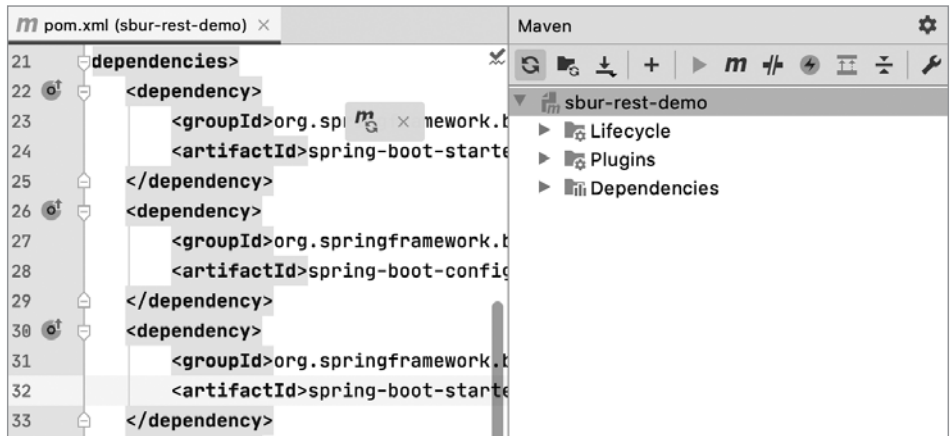 m pom.xml (sbur-rest-demo) ×
21 dependencies>
22 <dependency>
23 <groupId>org.spr mework.b
24 <artifactId>spring-boot-starte
25 </dependency>
26 <dependency>
27 <groupId>org.springframework.b
28 <artifactId>spring-boot-config
29 </dependency>
30 <dependency>
31 <groupId>org.springframework.b
32 <artifactId>spring-boot-starte
33 </dependency>
Maven
m
sbur-rest-demo
Lifecycle
Plugins
Dependencies